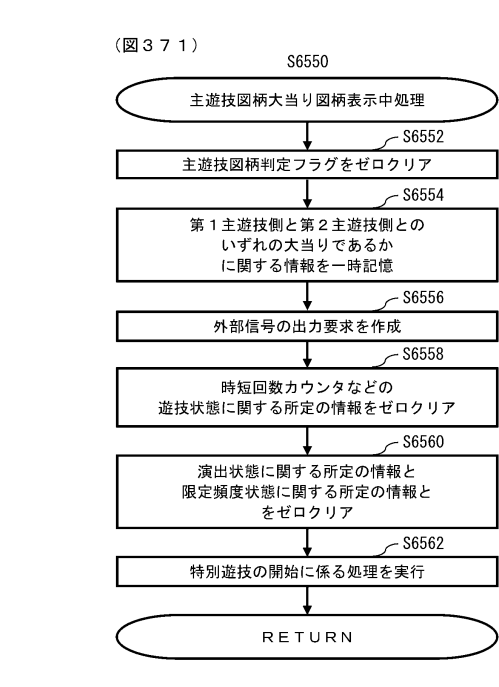 （図３７１）
S6550
主遊技図柄大当り図柄表示中処理
S6552
主遊技図柄判定フラグをゼロクリア
S6554
第１主遊技側と第２主遊技側との
いずれの大当りであるか
に関する情報を一時記憶
S6556
外部信号の出力要求を作成
S6558
時短回数カウンタなどの
遊技状態に関する所定の情報をゼロクリア
S6560
演出状態に関する所定の情報と
限定頻度状態に関する所定の情報と
をゼロクリア
S6562
特別遊技の開始に係る処理を実行
ＲＥＴＵＲＮ